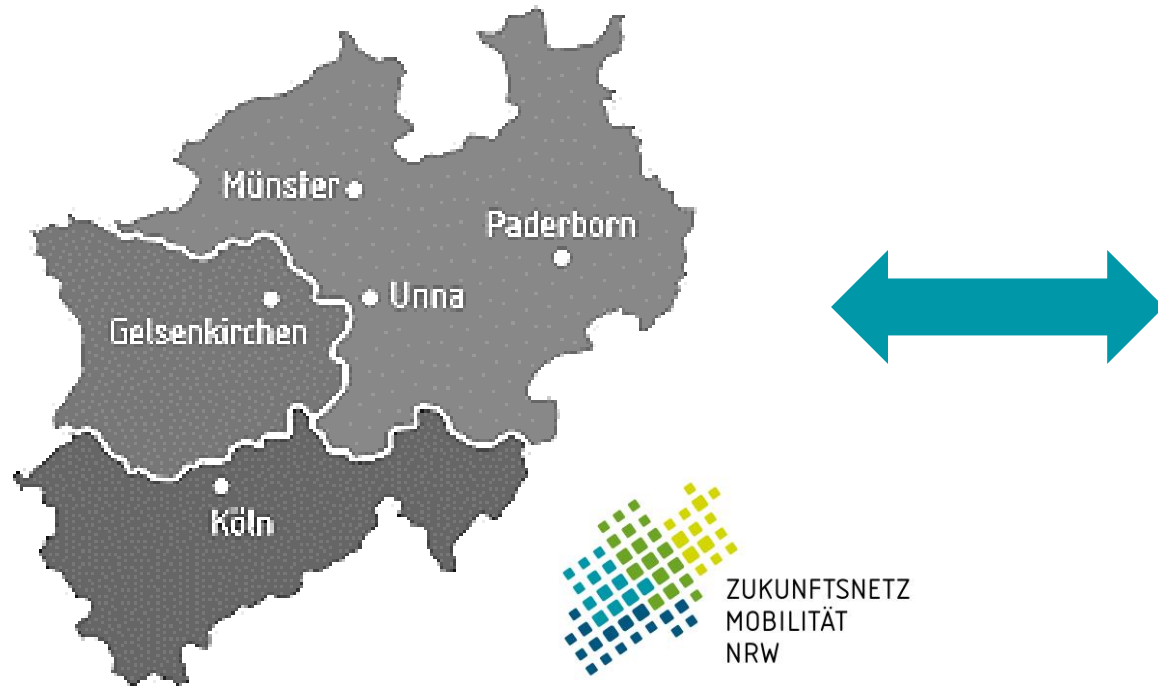 Münster
Paderborn
Unna
Gelsenkirchen
Köln
ZUKUNFTSNETZ
MOBILITÄT
NRW